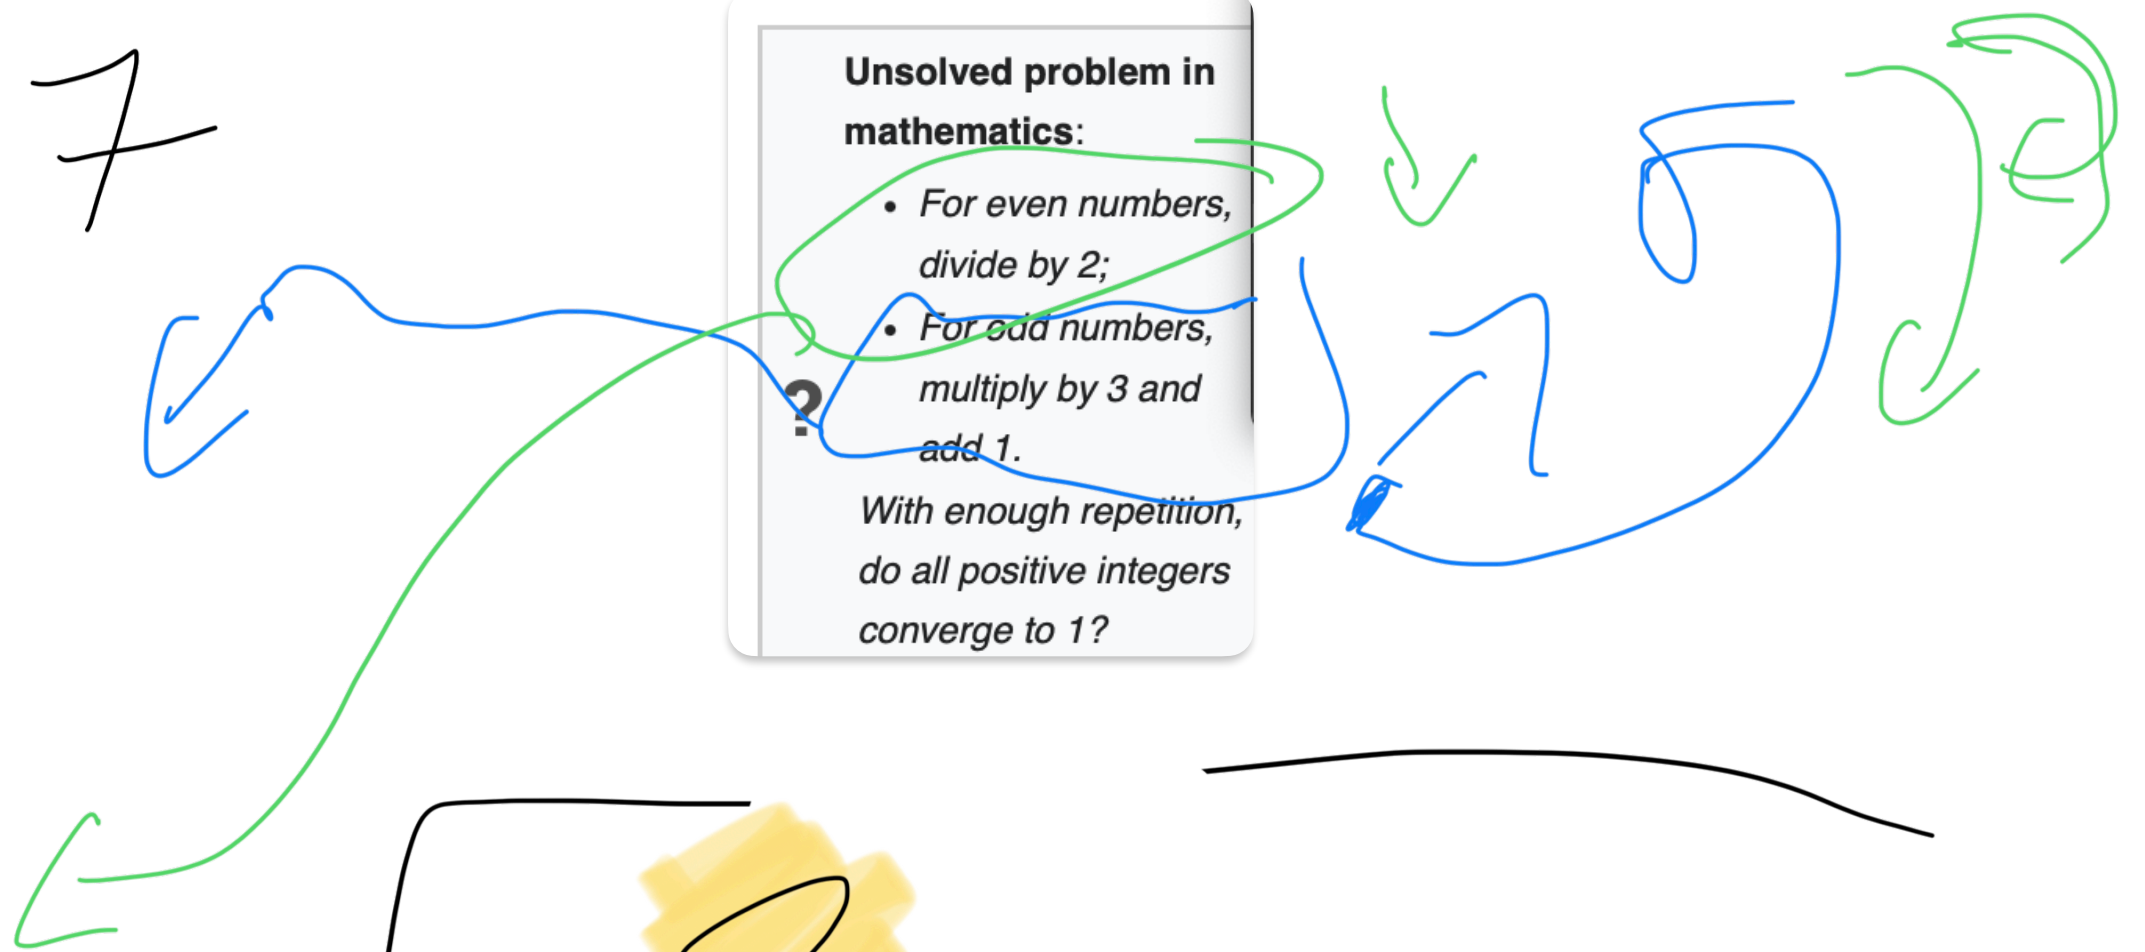 7
Unsolved problem in
mathematics:
• For even numbers,
divide by 2;
• For odd numbers,
multiply by 3 and
add 1.
?
With enough repetition,
do all positive integers
converge to 1?